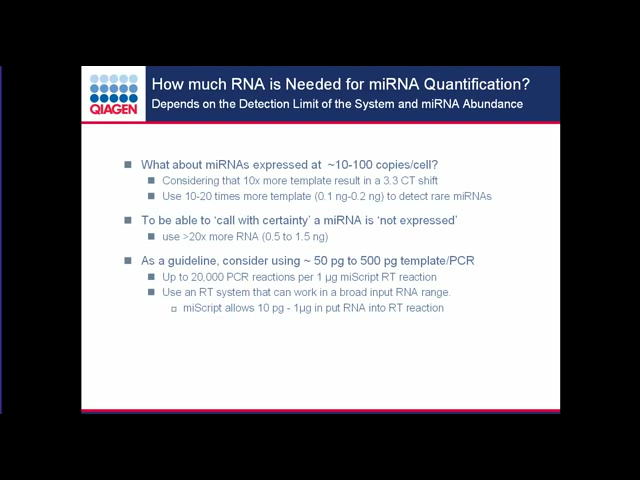 How much RNA is Needed for miRNA Quantification?
Depends on the Detection Limit of the System and miRNA Abundance
QIAGEN
What about miRNAs expressed at ~10-100 copies/cell?
Considering that 10x more template result in a 3.3 CT shift
Use 10-20 times more template (0.1 ng-0.2 ng) to detect rare miRNAs
To be able to 'call with certainty' a miRNA is 'not expressed'
use >20x more RNA (0.5 to 1.5 ng)
As a guideline, consider using ~ 50 pg to 500 pg template/PCR
Up to 20,000 PCR reactions per 1 µg miScript RT reaction
Use an RT system that can work in a broad input RNA range.
miScript allows 10 pg - 1µg in put RNA into RT reaction